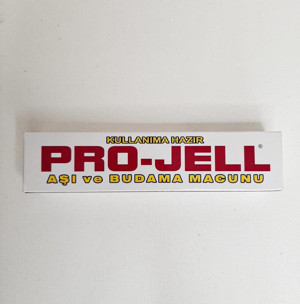 KULLANIMA HAZIR
PRO-JELL®
AŞI ve BUDAMA MACUNU